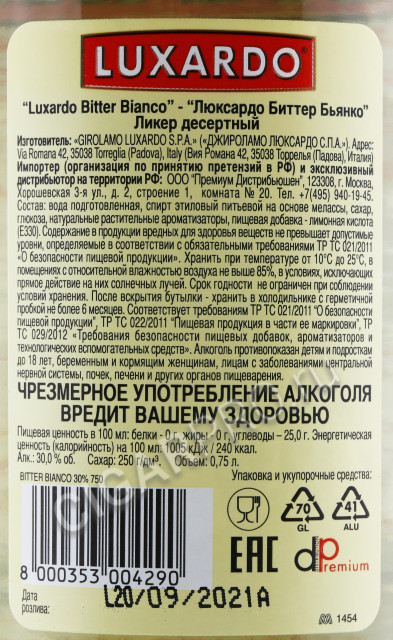 LUXARDO
"Luxardo Bitter Bianco" - "Люксардо Биттер Бьянко"
Ликер десертный
Изготовитель: «GIROLAMO LUXARDO S.P.A.» («ДЖИРОЛАМО ЛЮКСАРДО С.П.А.»). Адрес:
Via Romana 42, 35038 Torreglia (Padova), Italy (Вия Романа 42, 35038 Торрелья (Падова), Италия)
Импортер (организация по принятию претензий в РФ) и эксклюзивный
дистрибьютор на территории РФ: ООО "Премиум Дистрибьюшен", 123308, г. Москва,
Хорошевская 3-я ул., д. 2, строение 1, комната № 20. Тел. +7(495) 940-19-45.
Состав: вода подготовленная, спирт этиловый питьевой на основе мелассы, сахар,
глюкоза, натуральные растительные ароматизаторы, пищевая добавка - лимонная кислота
(Е330). Содержание в продукции вредных для здоровья веществ не превышает допустимые
уровни, определяемые в соответствии с обязательными требованиями ТР ТС 021/2011
"О безопасности пищевой продукции". Хранить при температуре от 10°С до 25°С, в
помещениях с относительной влажностью воздуха не выше 85%, в условиях, исключающих
прямое действие на них солнечных лучей. Срок годности не ограничен при соблюдении
условий хранения. После вскрытия бутылки - хранить в холодильнике с герметичной
пробкой не более 6 месяцев. Соответствует требованиям ТР ТС 021/2011 "О безопасности
пищевой продукции", ТР ТС 022/2011 "Пищевая продукция в части ее маркировки", ТР
ТС 029/2012 «Требования безопасности пищевых добавок, ароматизаторов и
технологических вспомогательных средств». Алкоголь противопоказан детям и подросткам
до 18 лет, беременным и кормящим женщинам, лицам с заболеваниями центральной
нервной системы, почек, печени и других органов пищеварения.
ЧРЕЗМЕРНОЕ УПОТРЕБЛЕНИЕ АЛКОГОЛЯ
ВРЕДИТ ВАШЕМУ ЗДОРОВЬЮ
Пищевая ценность в 100 мл: белки - 0 г, жиры - 0 г, углеводы – 25,0 г. Энергетическая
ценность (калорийность) на 100 мл: 1005 кДж / 240 ккал.
Алк.: 30,0 % об. Сахар: 250 г/дм³. Объем: 0,75 л.
BITTER BIANCO 30% 750
Упаковка и укупорочные средства:
70
GL
41
ALU
EAC
dp
Premium
8 000353 004290
Дата
розлива:
L20/09/2021A
1454